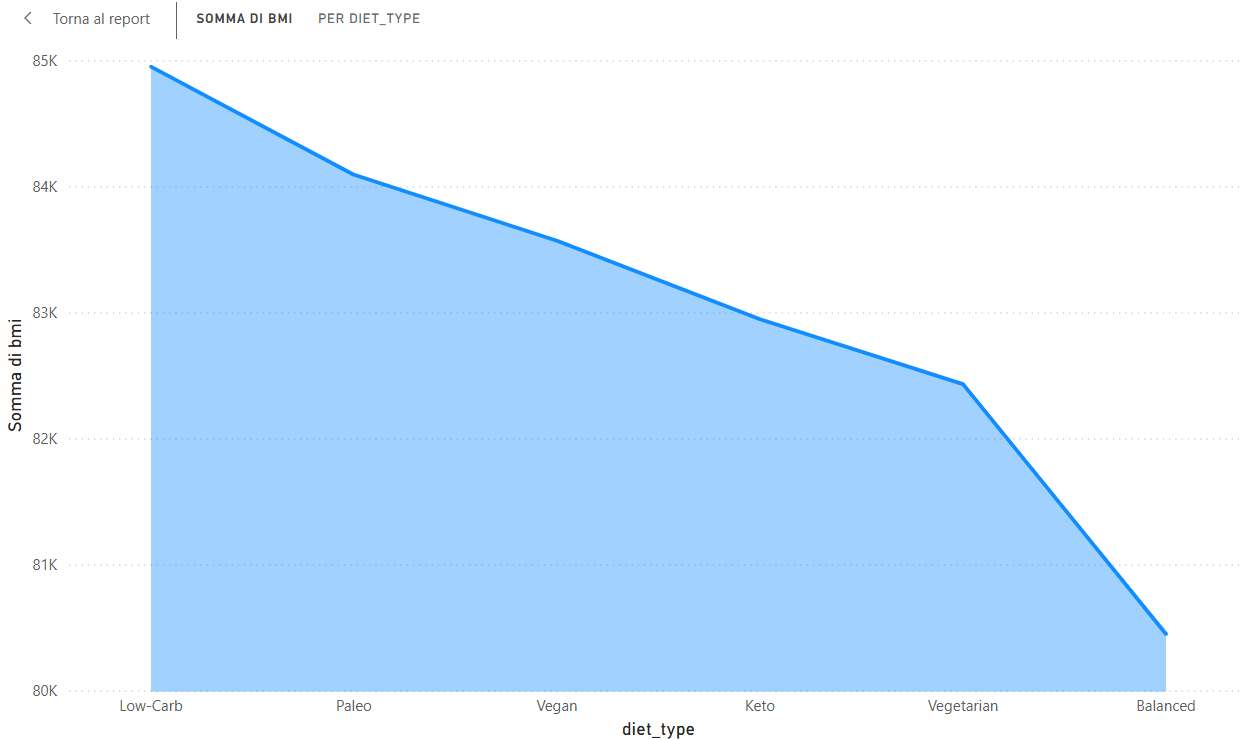 Torna al report
SOMMA DI BMI
PER DIET_TYPE
Somma di bmi
85K
84K
83K
82K
81K
80K
Low-Carb
Paleo
Vegan
Keto
Vegetarian
Balanced
diet_type